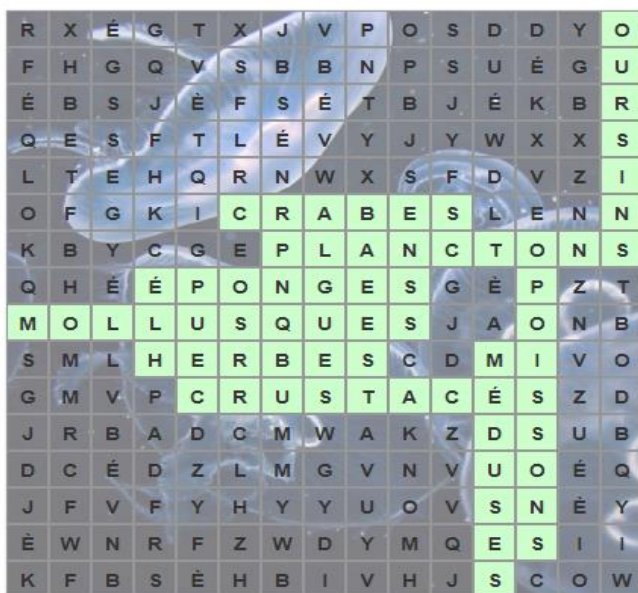 R X É G T X J V P O S D D Y O
F H G Q V S B B N P S U É G U
É B S J È F S É T B J É K B R
Q E S F T L É V Y J Y W X X S
L T E H Q R N W X S F D V Z I
O F G K I C R A B E S L E N N
K B Y C G E P L A N C T O N S
Q H É É P O N G E S G È P Z T
M O L L U S Q U E S J A O N B
S M L H E R B E S C D M I V O
G M V P C R U S T A C É S Z D
J R B A D C M W A K Z D S U B
D C É D Z L M G V N V U O É Q
J F V F Y H Y Y U O V S N È Y
È W N R F Z W D Y M Q E S I I
K F B S È H B I V H J S C O W